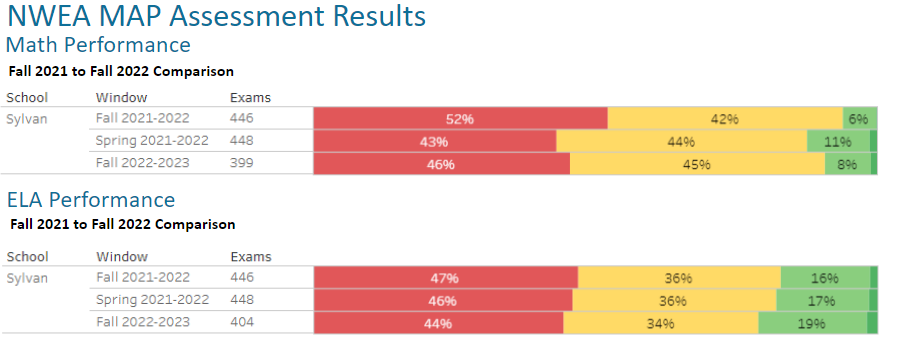 NWEA MAP Assessment Results
Math Performance
Fall 2021 to Fall 2022 Comparison
School Window Exams
Sylvan Fall 2021-2022 446 52% 42% 6%
Spring 2021-2022 448 43% 44% 11%
Fall 2022-2023 399 46% 45% 8%
ELA Performance
Fall 2021 to Fall 2022 Comparison
School Window Exams
Sylvan Fall 2021-2022 446 47% 36% 16%
Spring 2021-2022 448 46% 36% 17%
Fall 2022-2023 404 44% 34% 19%